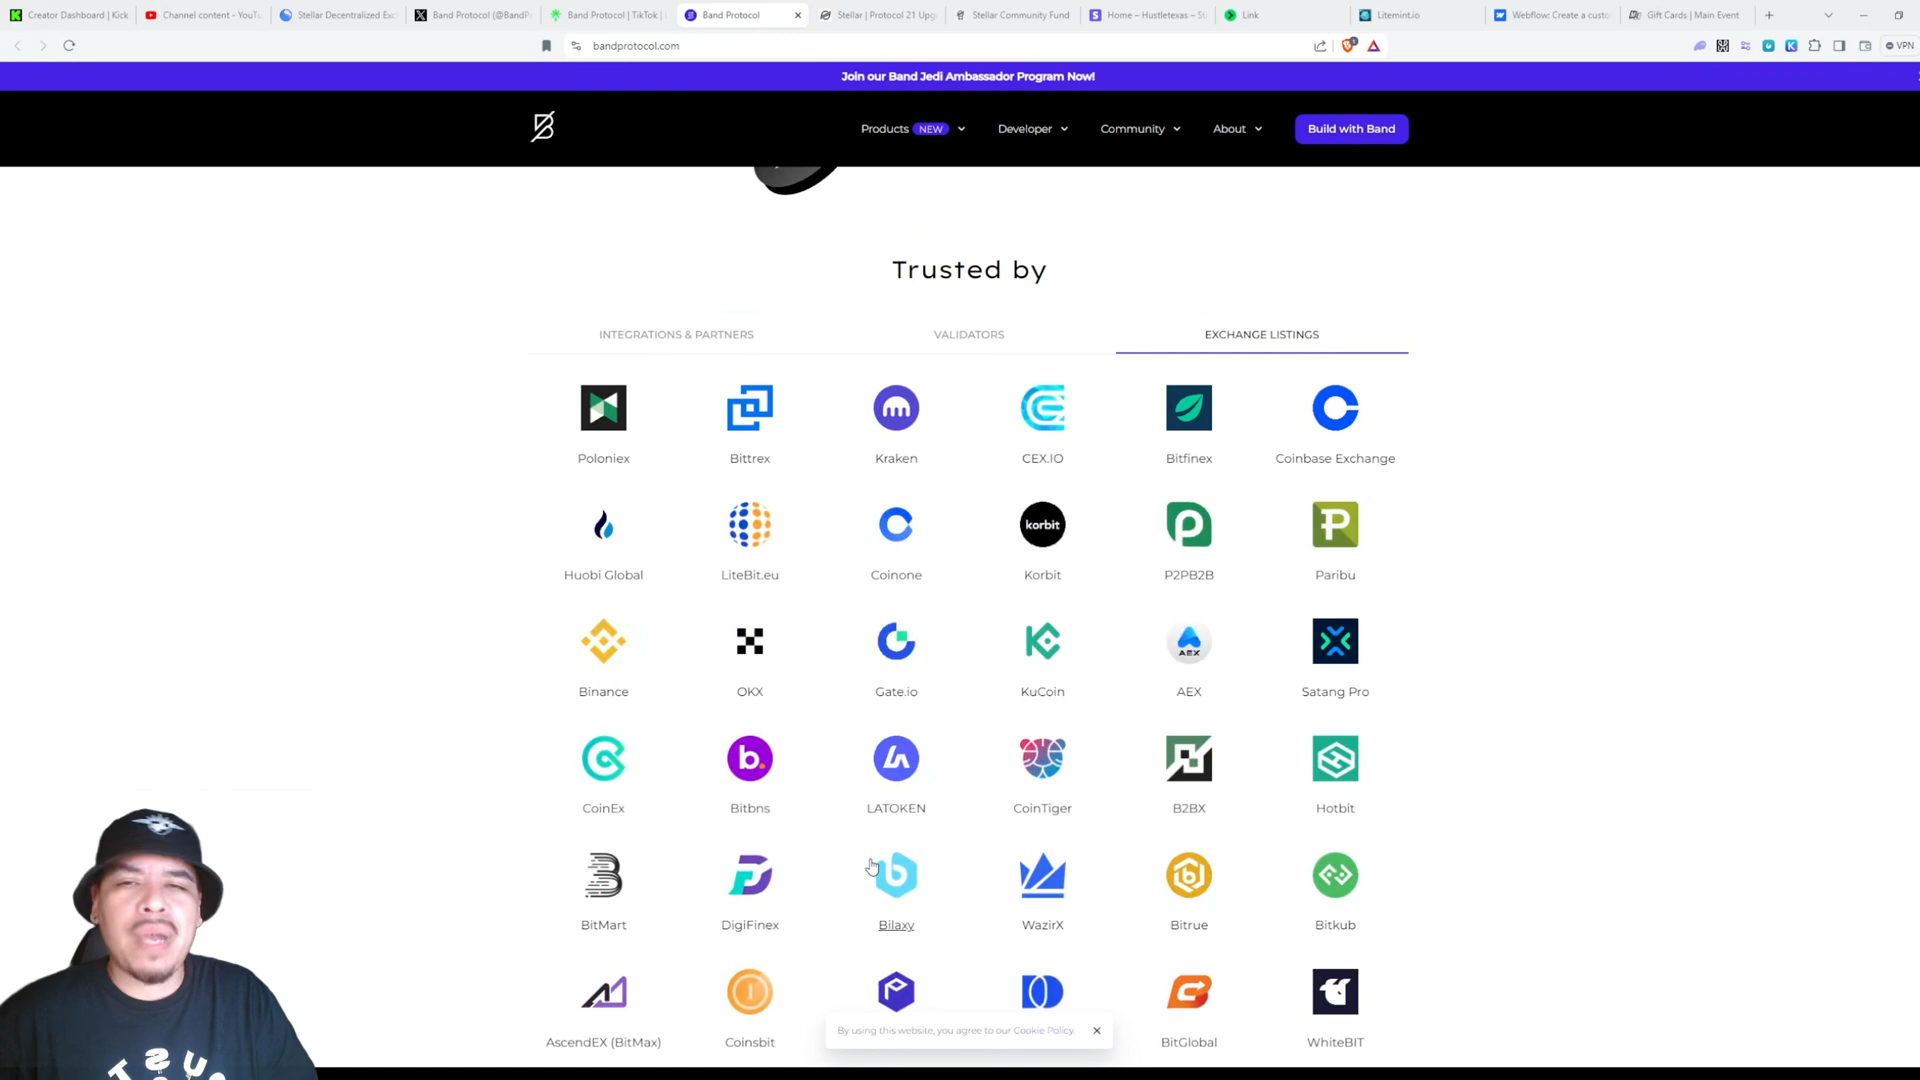 Creator Dashboard | Kick
Channel content - YouTu
Stellar Decentralized Exc
Band Protocol (@BandPr
Band Protocol | TikTok | L
Band Protocol
Stellar | Protocol 21 Upg
Stellar Community Fund
Home – Hustletexas – St
Link
Litemint.io
Webflow: Create a custo
Gift Cards | Main Event
bandprotocol.com
VPN
Join our Band Jedi Ambassador Program Now!
Products NEW Developer Community About Build with Band
Trusted by
INTEGRATIONS & PARTNERS VALIDATORS EXCHANGE LISTINGS
Poloniex Bittrex Kraken CEX.IO Bitfinex Coinbase Exchange
korbit
Huobi Global LiteBit.eu Coinone Korbit P2PB2B Paribu
AEX
Binance OKX Gate.io KuCoin AEX Satang Pro
b.
CoinEx Bitbns LATOKEN CoinTiger B2BX Hotbit
BitMart DigiFinex Bilaxy WazirX Bitrue Bitkub
AscendEX (BitMax) Coinsbit BitGlobal WhiteBIT
By using this website, you agree to our Cookie Policy.